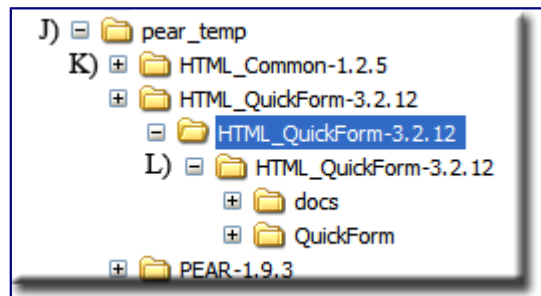 J) pear_temp
K) HTML_Common-1.2.5
HTML_QuickForm-3.2.12
HTML_QuickForm-3.2.12
L) HTML_QuickForm-3.2.12
docs
QuickForm
PEAR-1.9.3